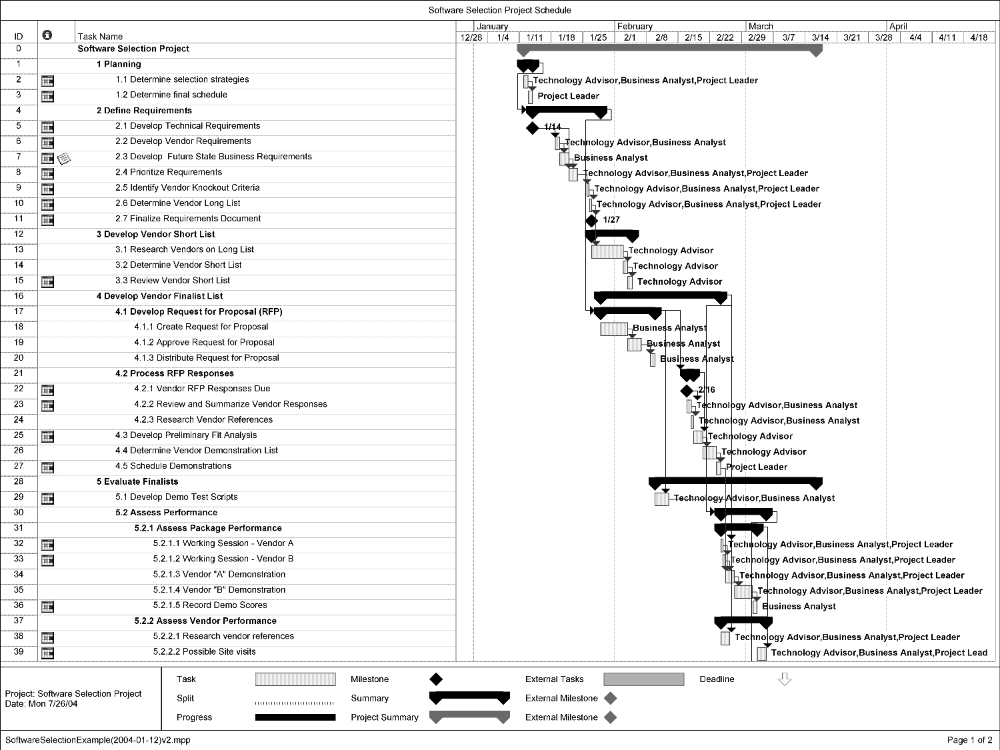 Software Selection Project Schedule
January February March April
ID Task Name 12/28 1/4 1/11 1/18 1/25 2/1 2/8 2/15 2/22 2/29 3/7 3/14 3/21 3/28 4/4 4/11 4/18
0 Software Selection Project
1 1 Planning
2 1.1 Determine selection strategies Technology Advisor,Business Analyst,Project Leader
3 1.2 Determine final schedule Project Leader
4 2 Define Requirements
5 2.1 Develop Technical Requirements 1/14
6 2.2 Develop Vendor Requirements Technology Advisor,Business Analyst
7 2.3 Develop Future State Business Requirements Business Analyst
8 2.4 Prioritize Requirements Technology Advisor,Business Analyst,Project Leader
9 2.5 Identify Vendor Knockout Criteria Technology Advisor,Business Analyst,Project Leader
10 2.6 Determine Vendor Long List Technology Advisor,Business Analyst,Project Leader
11 2.7 Finalize Requirements Document 1/27
12 3 Develop Vendor Short List
13 3.1 Research Vendors on Long List Technology Advisor
14 3.2 Determine Vendor Short List Technology Advisor
15 3.3 Review Vendor Short List Technology Advisor
16 4 Develop Vendor Finalist List
17 4.1 Develop Request for Proposal (RFP)
18 4.1.1 Create Request for Proposal Business Analyst
19 4.1.2 Approve Request for Proposal Business Analyst
20 4.1.3 Distribute Request for Proposal Business Analyst
21 4.2 Process RFP Responses
22 4.2.1 Vendor RFP Responses Due 2/16
23 4.2.2 Review and Summarize Vendor Responses Technology Advisor,Business Analyst
24 4.2.3 Research Vendor References Technology Advisor,Business Analyst
25 4.3 Develop Preliminary Fit Analysis Technology Advisor
26 4.4 Determine Vendor Demonstration List Technology Advisor
27 4.5 Schedule Demonstrations Project Leader
28 5 Evaluate Finalists
29 5.1 Develop Demo Test Scripts Technology Advisor,Business Analyst
30 5.2 Assess Performance
31 5.2.1 Assess Package Performance
32 5.2.1.1 Working Session - Vendor A Technology Advisor,Business Analyst,Project Leader
33 5.2.1.2 Working Session - Vendor B Technology Advisor,Business Analyst,Project Leader
34 5.2.1.3 Vendor "A" Demonstration Technology Advisor,Business Analyst,Project Leader
35 5.2.1.4 Vendor "B" Demonstration Technology Advisor,Business Analyst,Project Leader
36 5.2.1.5 Record Demo Scores Business Analyst
37 5.2.2 Assess Vendor Performance
38 5.2.2.1 Research vendor references Technology Advisor,Business Analyst,Project Leader
39 5.2.2.2 Possible Site visits Technology Advisor,Business Analyst,Project Lead
Project: Software Selection Project
Date: Mon 7/26/04
Task Milestone External Tasks Deadline
Split Summary External Milestone
Progress Project Summary External Milestone
SoftwareSelectionExample(2004-01-12)v2.mpp Page 1 of 2